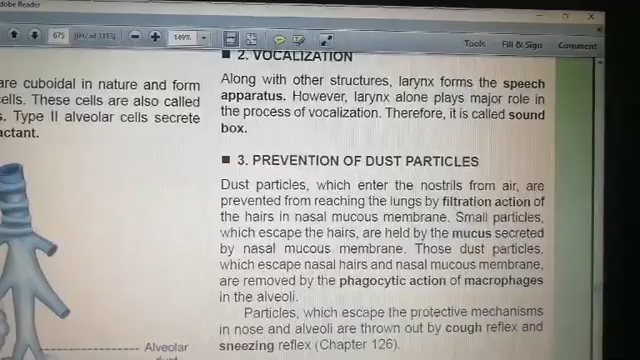 dobe Reader
675
(697 of 1113)
149%
Tools
Fill & Sign
Comment
are cuboidal in nature and form
cells. These cells are also called
s. Type II alveolar cells secrete
actant.
2. VOCALIZATION
Along with other structures, larynx forms the speech
apparatus. However, larynx alone plays major role in
the process of vocalization. Therefore, it is called sound
box.
3. PREVENTION OF DUST PARTICLES
Dust particles, which enter the nostrils from air, are
prevented from reaching the lungs by filtration action of
the hairs in nasal mucous membrane. Small particles,
which escape the hairs, are held by the mucus secreted
by nasal mucous membrane. Those dust particles,
which escape nasal hairs and nasal mucous membrane,
are removed by the phagocytic action of macrophages
in the alveoli.
Particles, which escape the protective mechanisms
in nose and alveoli are thrown out by cough reflex and
sneezing reflex (Chapter 126).
Alveolar
duct